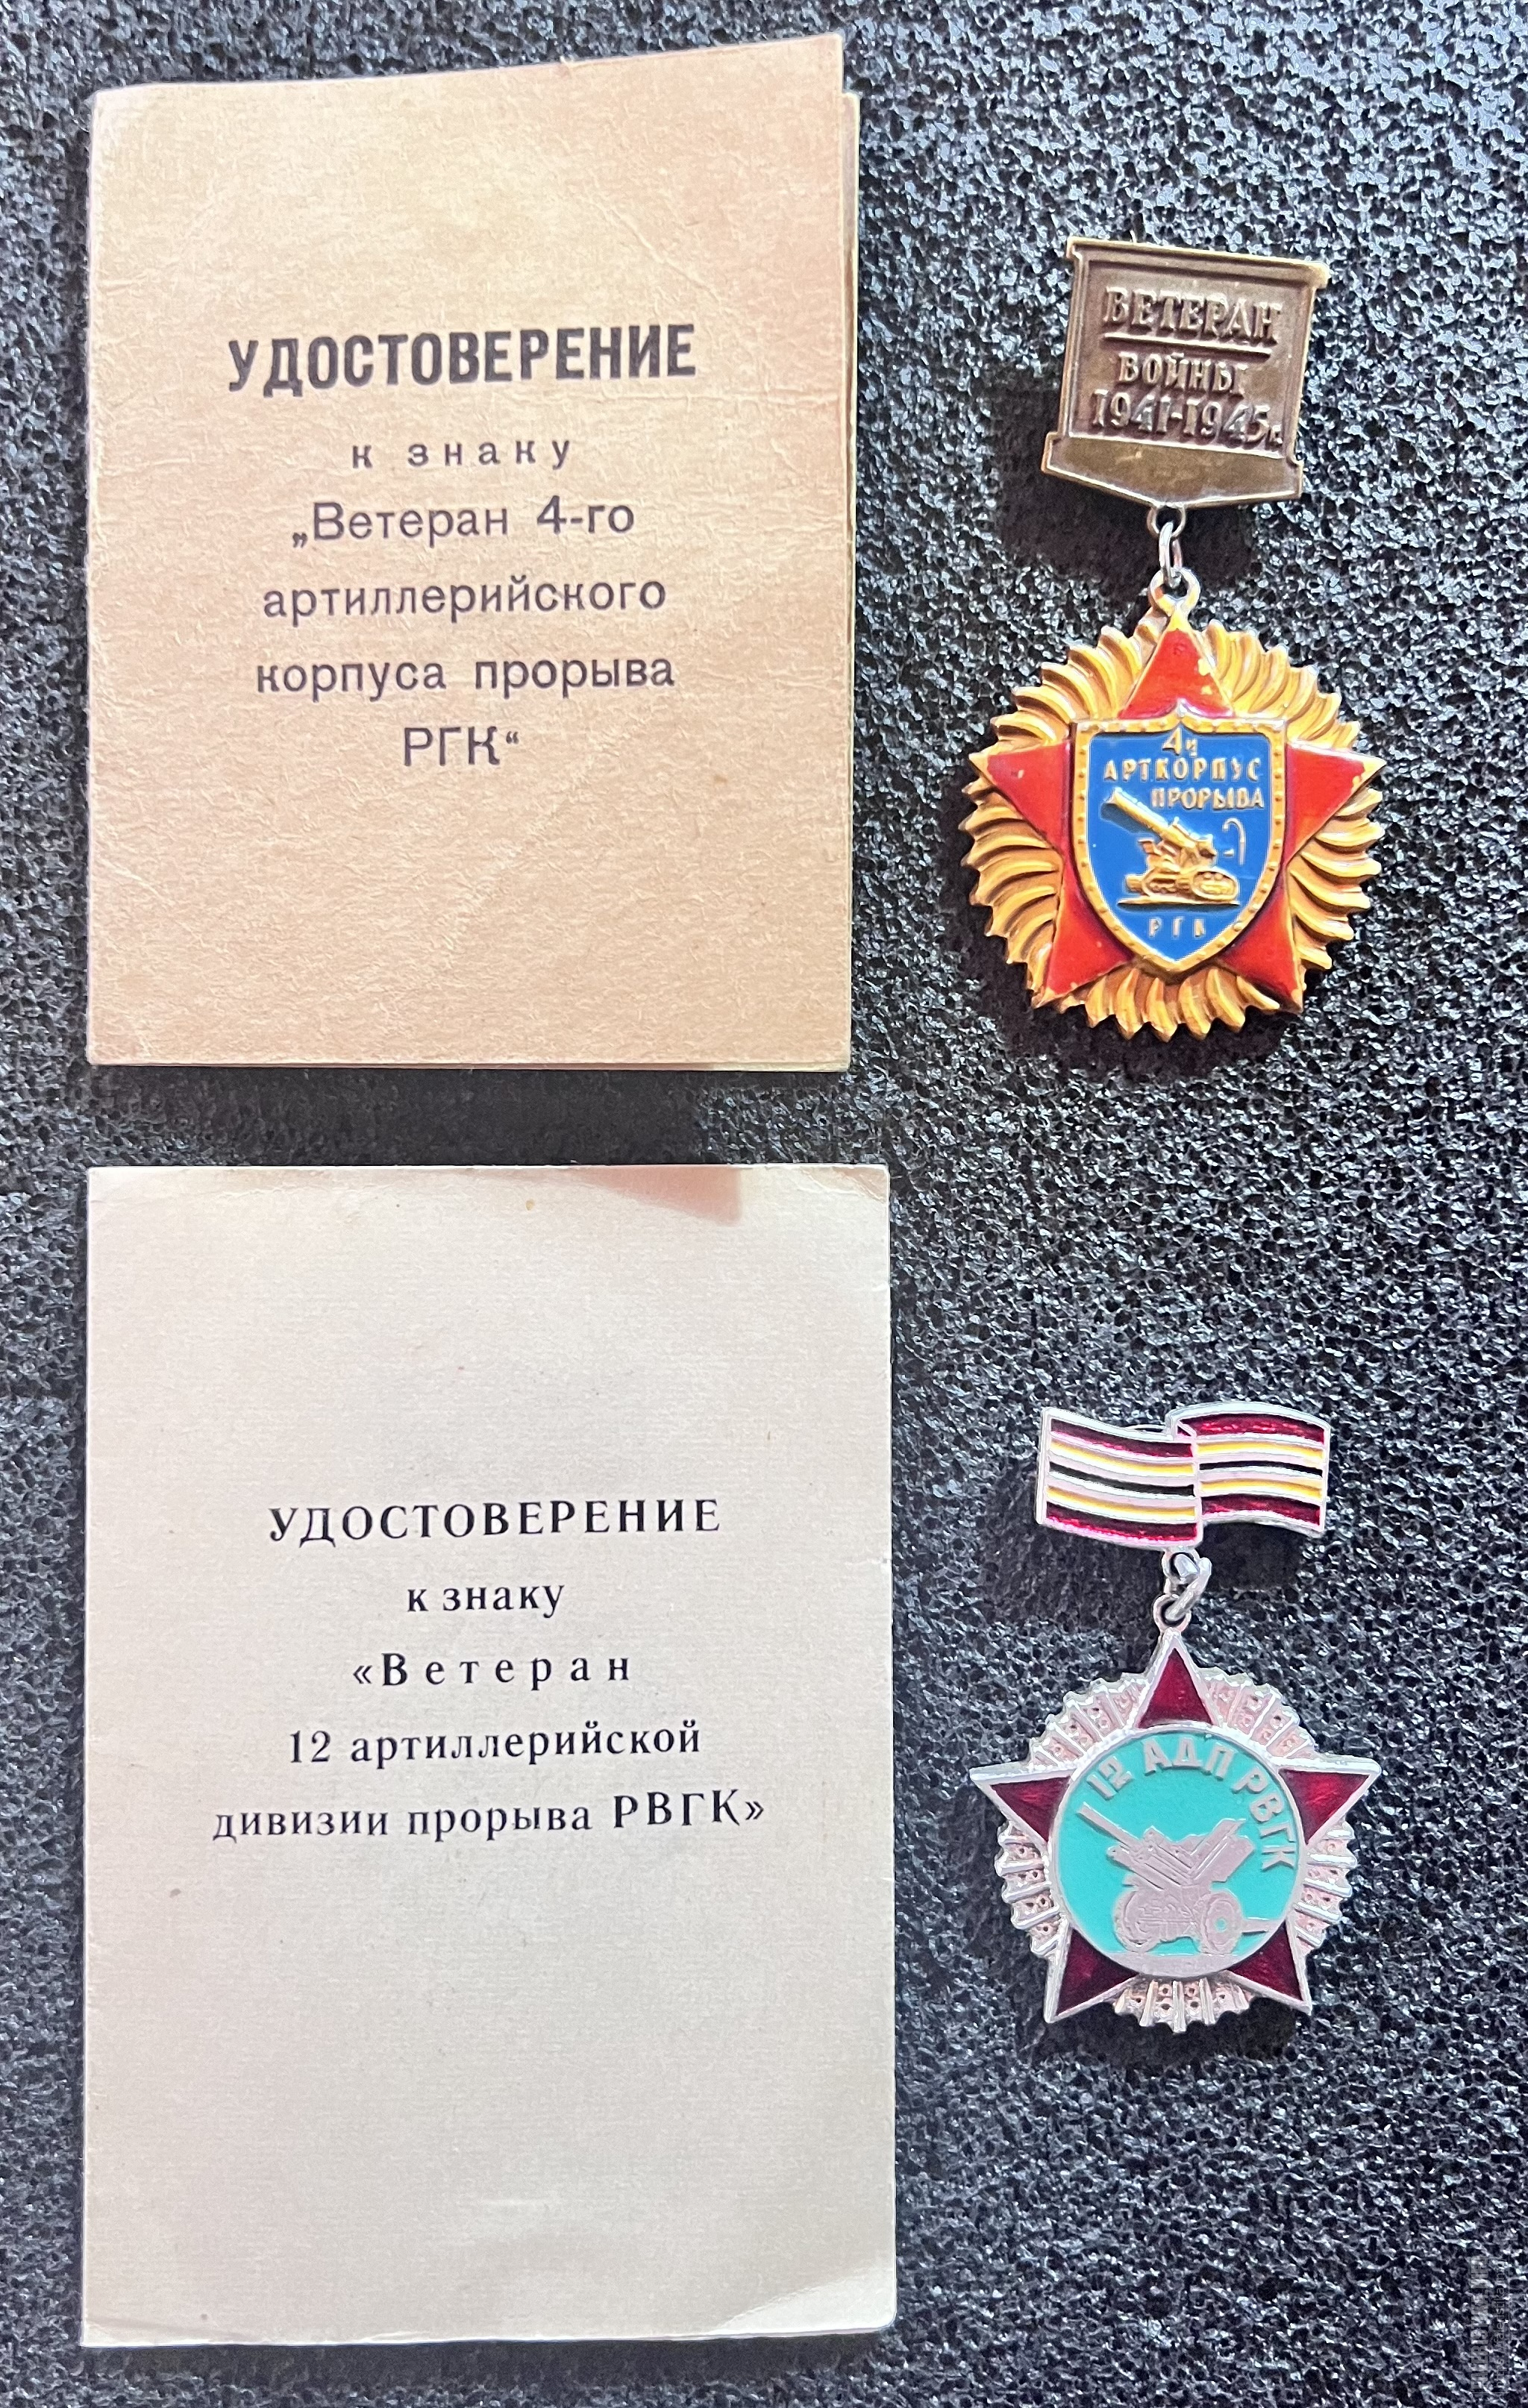 УДОСТОВЕРЕНИЕ
к знаку
„Ветеран 4-го
артиллерийского
корпуса прорыва
РГК“
ВЕТЕРАН
ВОЙНЫ
1941-1945г.
4й
АРТКОРПУС
ПРОРЫВА
РГК
УДОСТОВЕРЕНИЕ
к знаку
«Ветеран
12 артиллерийской
дивизии прорыва РВГК»
12 АДП РВГК